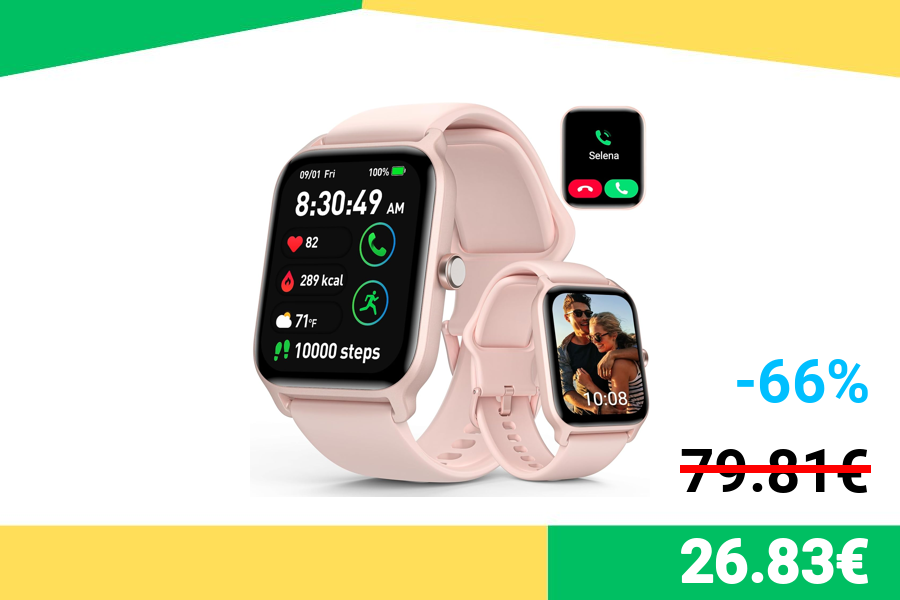 09/01 Fri 100%
8:30:49 AM
82
289 kcal
71°F
10000 steps
Selena
10:08
-66%
79.81€
26.83€